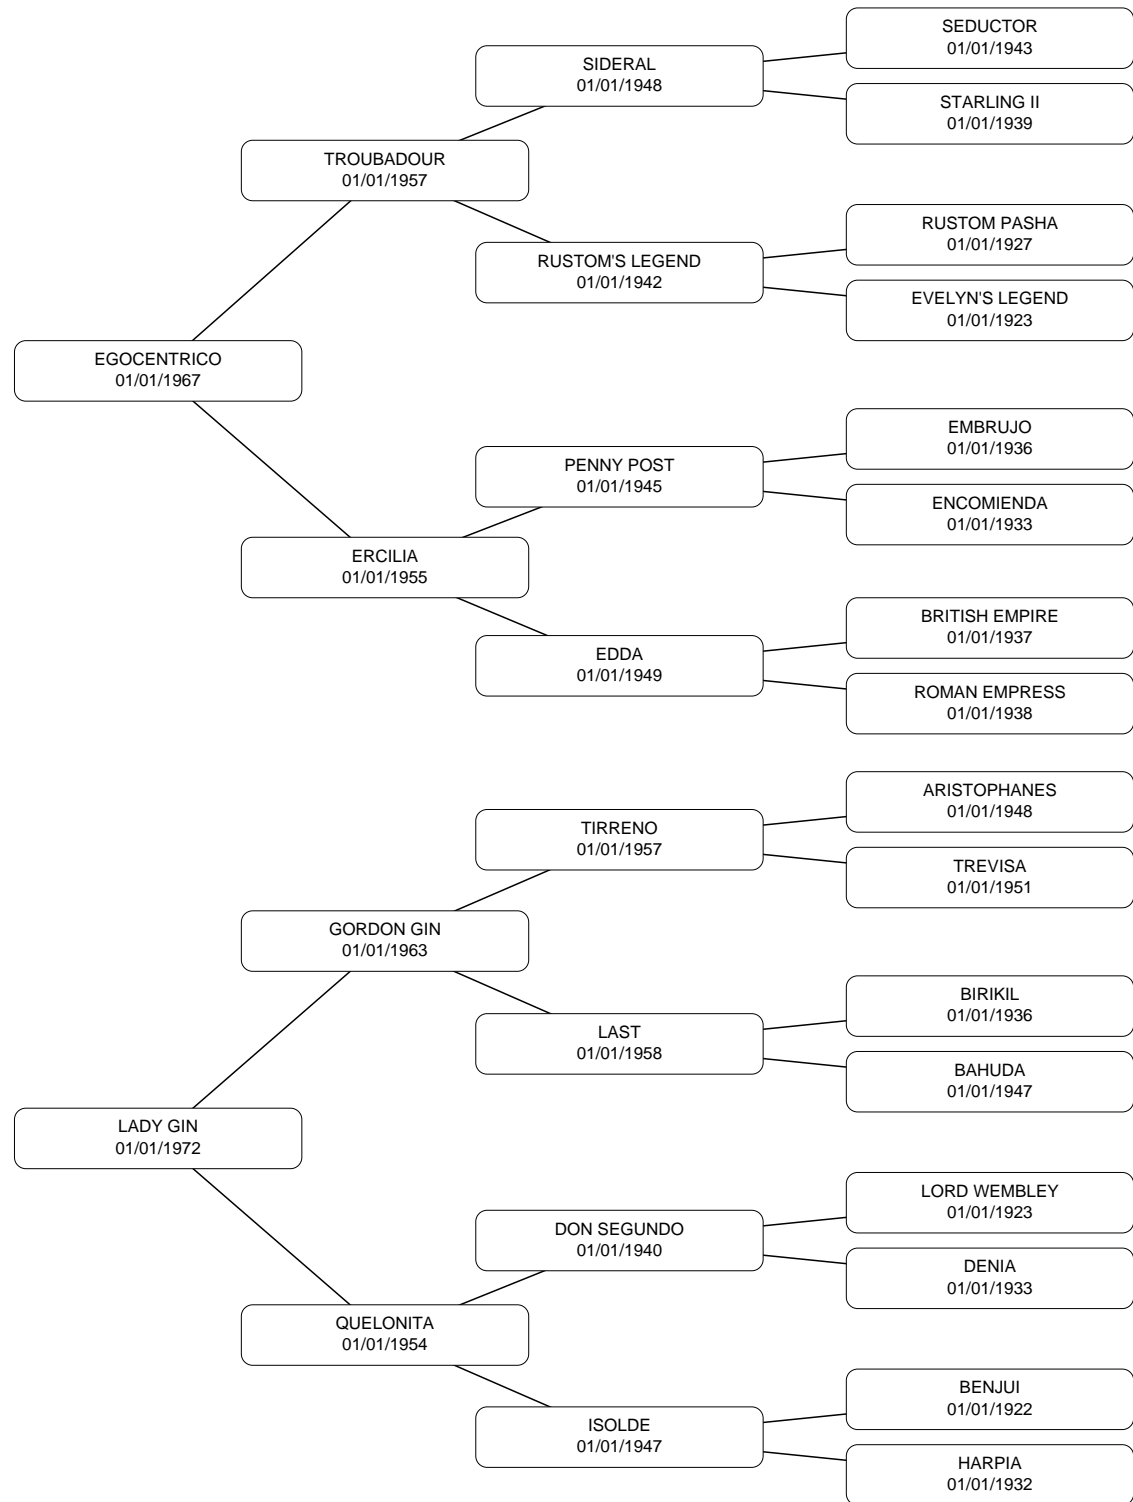 SEDUCTOR
01/01/1943
SIDERAL
01/01/1948
STARLING II
01/01/1939
TROUBADOUR
01/01/1957
RUSTOM PASHA
01/01/1927
RUSTOM'S LEGEND
01/01/1942
EVELYN'S LEGEND
01/01/1923
EGOCENTRICO
01/01/1967
EMBRUJO
01/01/1936
PENNY POST
01/01/1945
ENCOMIENDA
01/01/1933
ERCILIA
01/01/1955
BRITISH EMPIRE
01/01/1937
EDDA
01/01/1949
ROMAN EMPRESS
01/01/1938
ARISTOPHANES
01/01/1948
TIRRENO
01/01/1957
TREVISA
01/01/1951
GORDON GIN
01/01/1963
BIRIKIL
01/01/1936
LAST
01/01/1958
BAHUDA
01/01/1947
LADY GIN
01/01/1972
LORD WEMBLEY
01/01/1923
DON SEGUNDO
01/01/1940
DENIA
01/01/1933
QUELONITA
01/01/1954
BENJUI
01/01/1922
ISOLDE
01/01/1947
HARPIA
01/01/1932